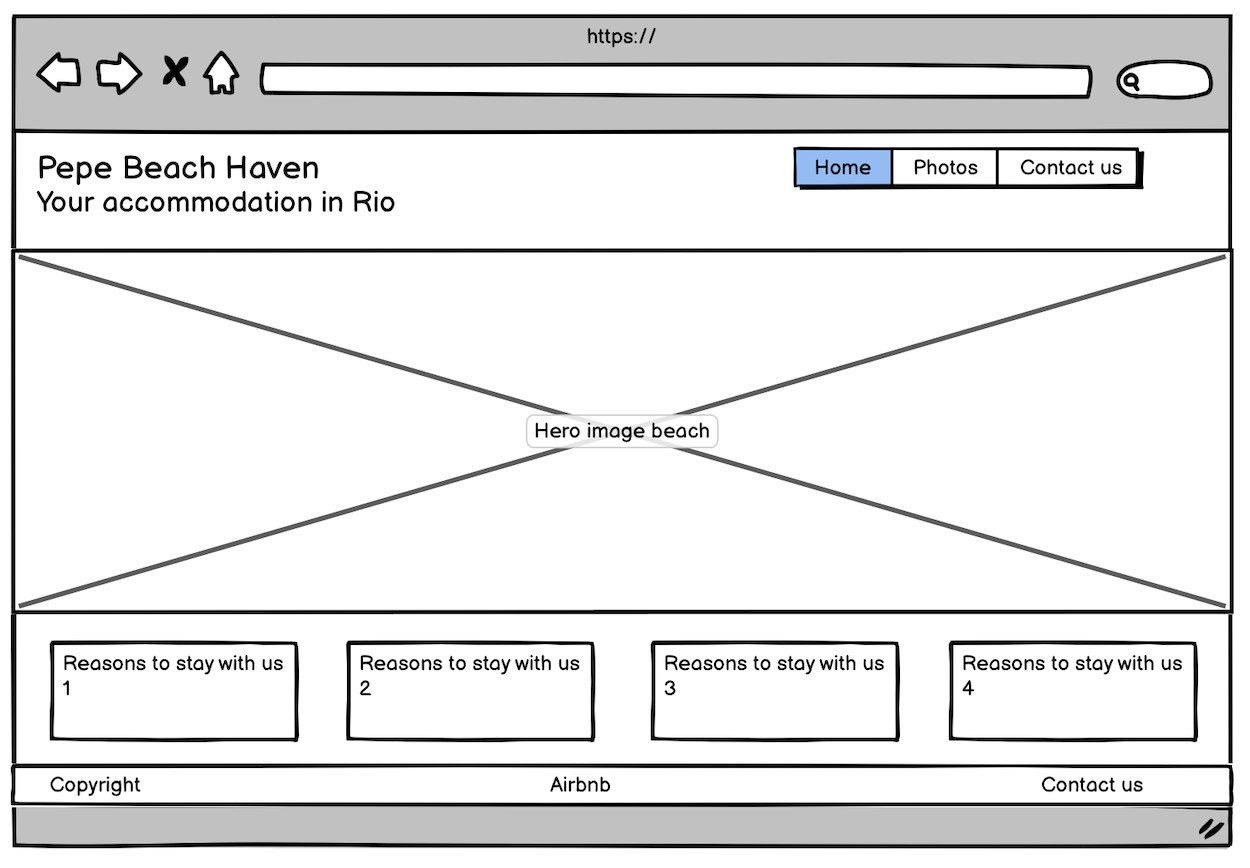 https://
Pepe Beach Haven
Your accommodation in Rio
Home
Photos
Contact us
Hero image beach
Reasons to stay with us
1
Reasons to stay with us
2
Reasons to stay with us
3
Reasons to stay with us
4
Copyright
Airbnb
Contact us